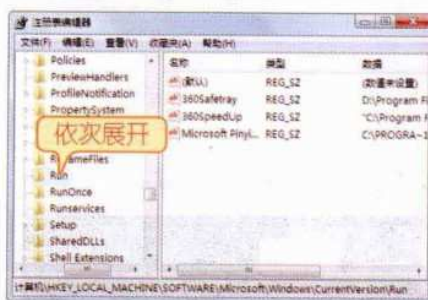 注册表编辑器
文件(F) 编辑(E) 查看(V) 收藏夹(A) 帮助(H)
Policies
PreviewHandlers
ProfileNotification
PropertySystem
依次展开
Run
RunOnce
Runservices
Setup
SharedDLLs
Shell Extensions
名称 类型 数据
(默认) REG_SZ (数值未设置)
360Safetray REG_SZ D:\Program F
360SpeedUp REG_SZ "C:\Program F
Microsoft Pinyi... REG_SZ C:\PROGRA~1
计算机\HKEY_LOCAL_MACHINE\SOFTWARE\Microsoft\Windows\CurrentVersion\Run